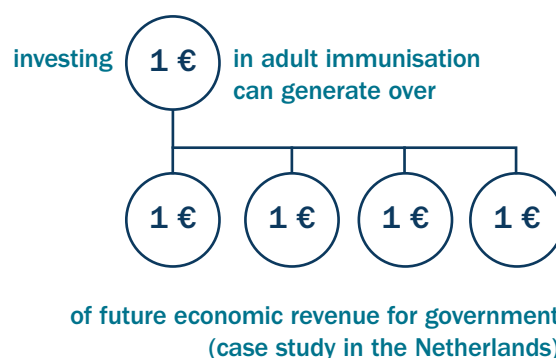 investing 1 € in adult immunisation
can generate over
1 € 1 € 1 € 1 €
of future economic revenue for government
(case study in the Netherlands)